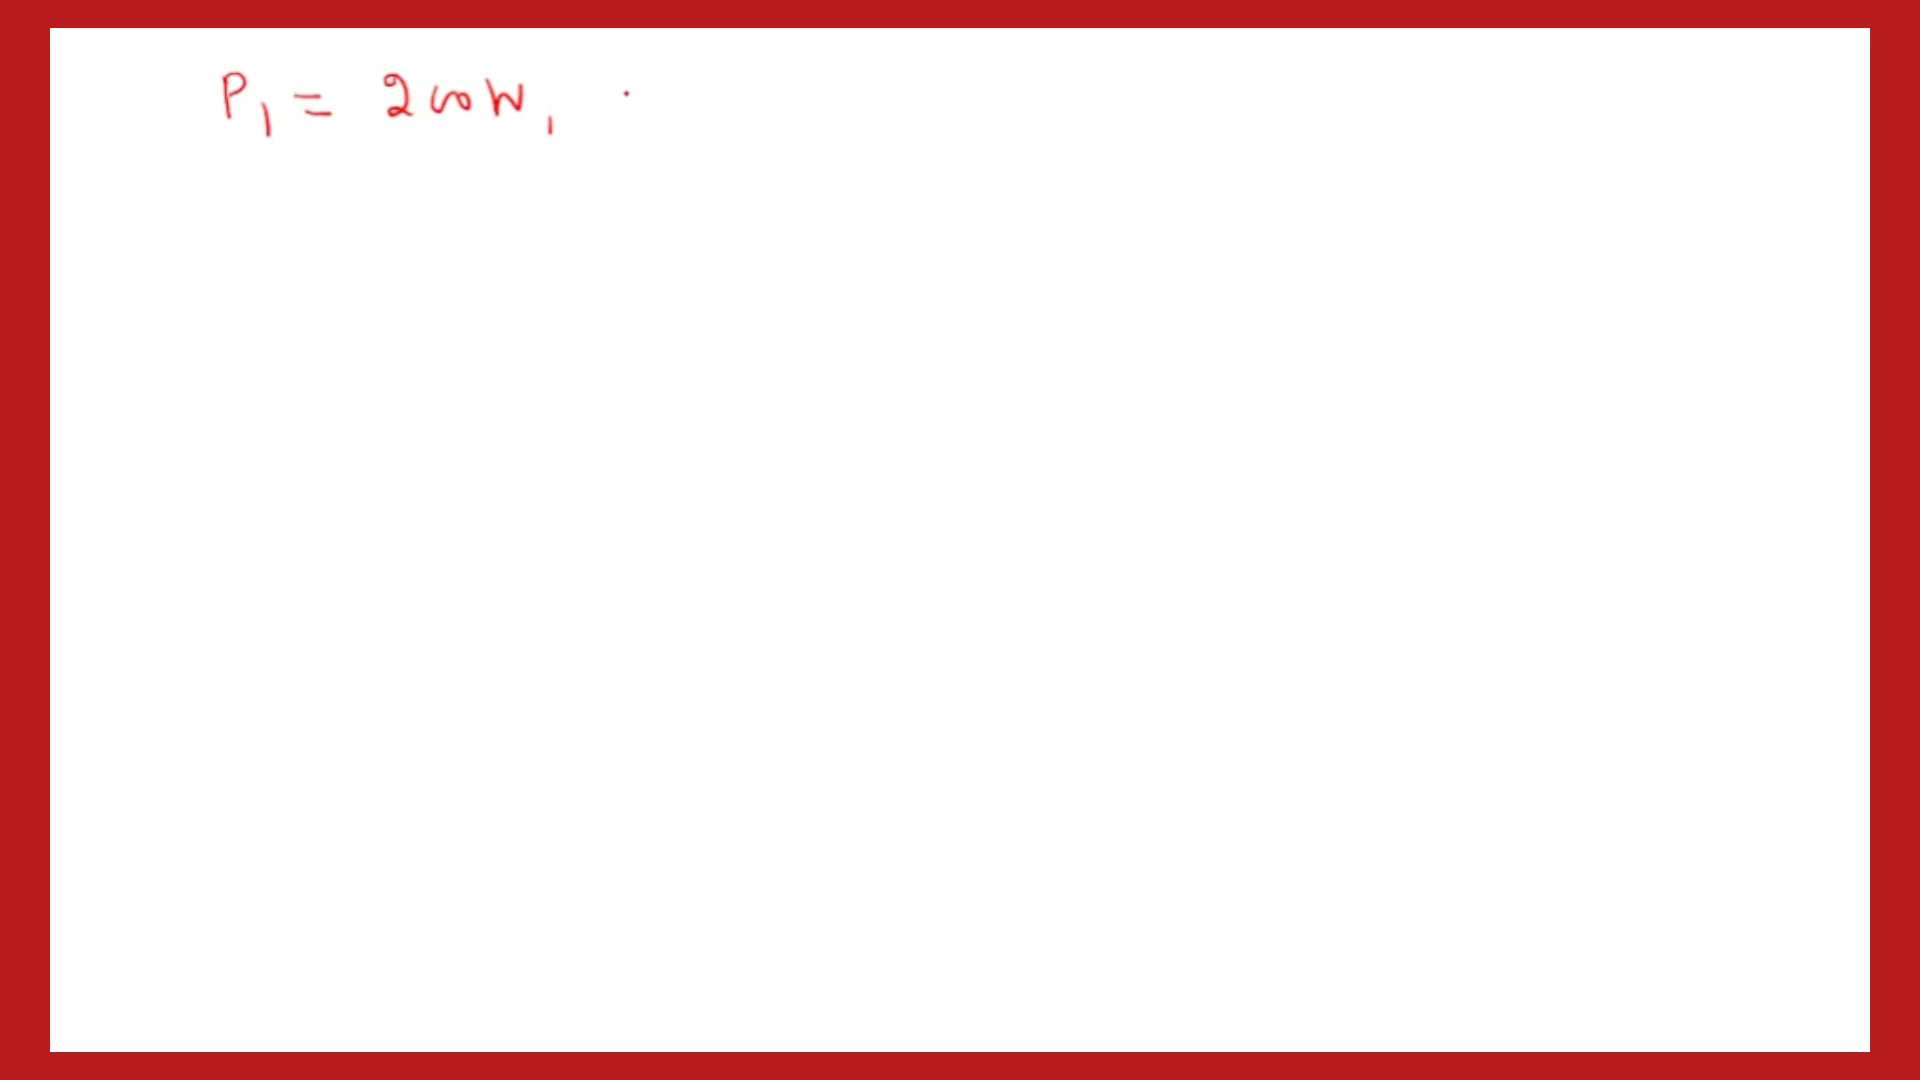 P₁ = 200W,